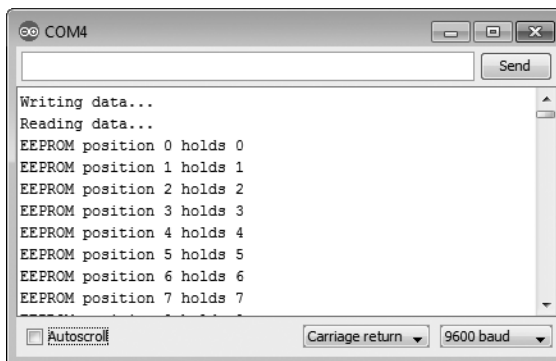 COM4
Send
Writing data...
Reading data...
EEPROM position 0 holds 0
EEPROM position 1 holds 1
EEPROM position 2 holds 2
EEPROM position 3 holds 3
EEPROM position 4 holds 4
EEPROM position 5 holds 5
EEPROM position 6 holds 6
EEPROM position 7 holds 7
Autoscroll Carriage return 9600 baud